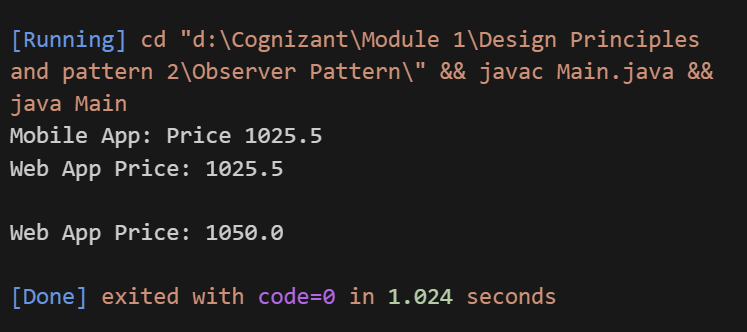 [Running] cd "d:\Cognizant\Module 1\Design Principles
and pattern 2\Observer Pattern\" && javac Main.java &&
java Main
Mobile App: Price 1025.5
Web App Price: 1025.5
Web App Price: 1050.0
[Done] exited with code=0 in 1.024 seconds